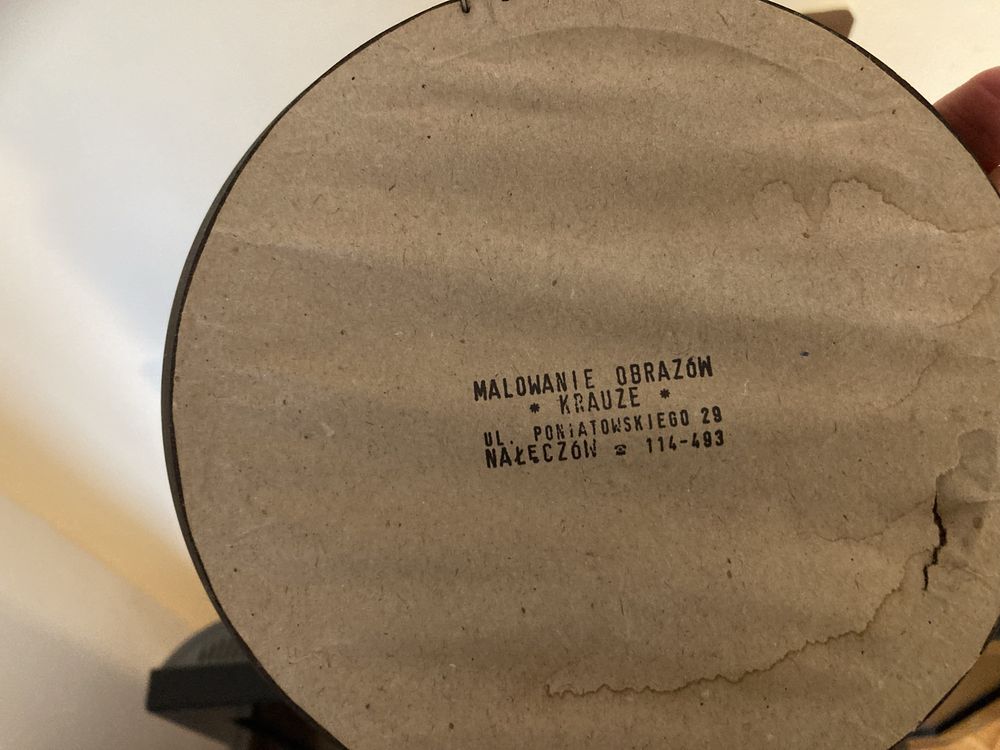 MALOWANIE OBRAZÓW
* KRAUZE *
UL. PONIATOWSKIEGO 29
NAŁĘCZÓW ☎ 114-493